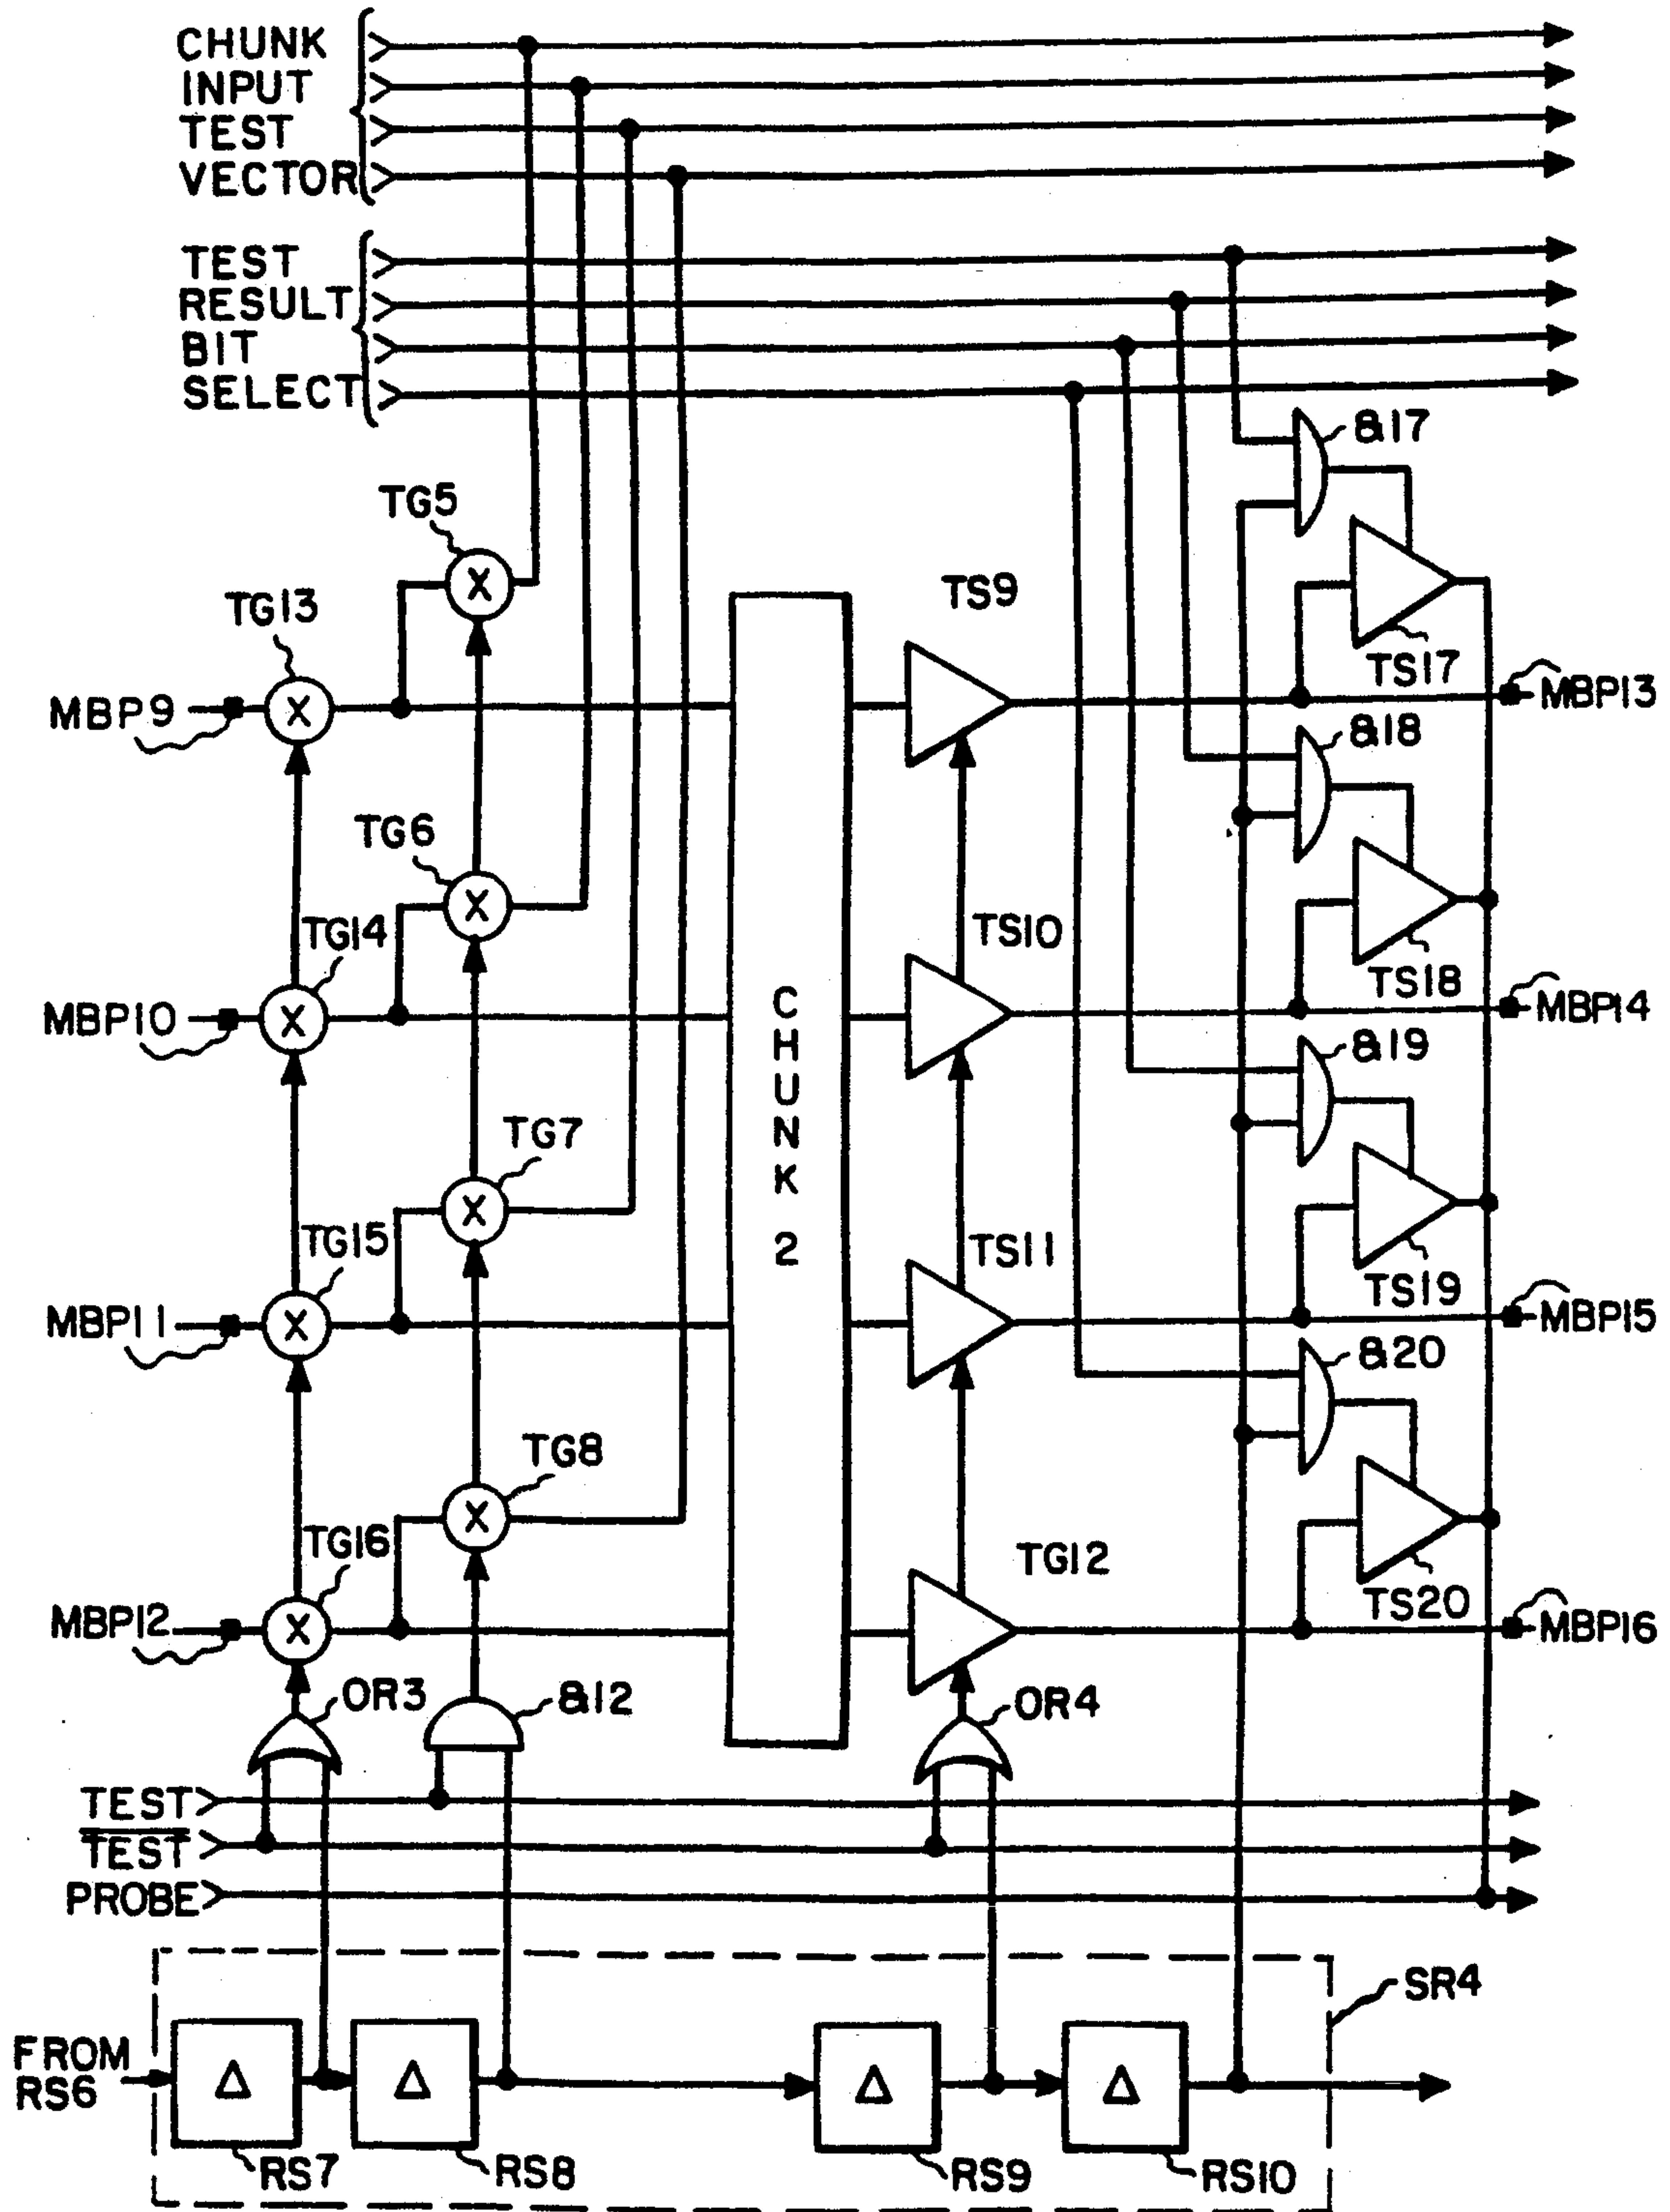 CHUNK
INPUT
TEST
VECTOR
TEST
RESULT
BIT
SELECT
&17
TG5
TS9
TG13
TS17
MBP9
MBP13
&18
TG6
TS10
TG14
TS18
MBP10
MBP14
CHUNK 2
&19
TG7
TG15
TS11
TS19
MBP11
MBP15
&20
TG8
TG16
TG12
TS20
MBP12
MBP16
OR3
&12
OR4
TEST
TEST
PROBE
SR4
FROM
RS6
Δ
Δ
Δ
Δ
RS7
RS8
RS9
RS10
X
X
X
X
X
X
X
X